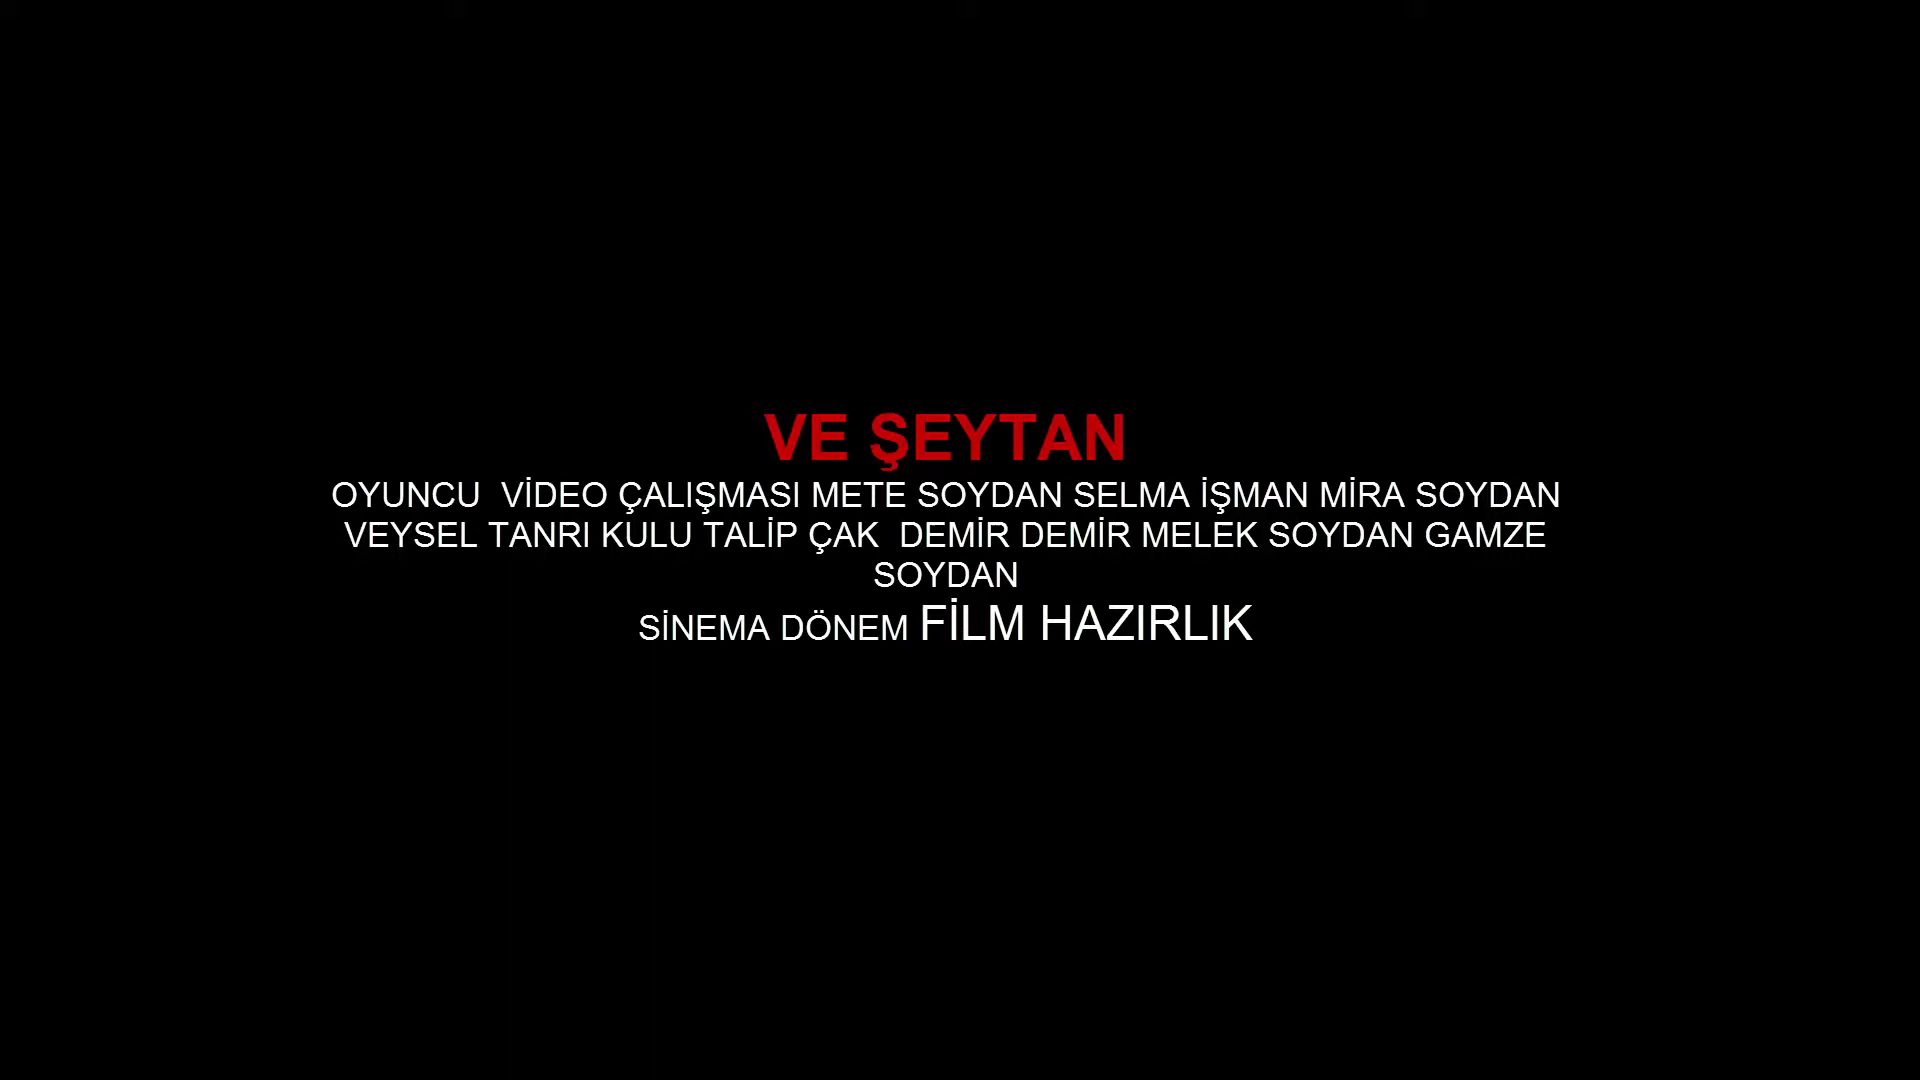 VE ŞEYTAN
OYUNCU  VİDEO ÇALIŞMASI METE SOYDAN SELMA İŞMAN MİRA SOYDAN
VEYSEL TANRI KULU TALİP ÇAK  DEMİR DEMİR MELEK SOYDAN GAMZE
SOYDAN
SİNEMA DÖNEM FİLM HAZIRLIK